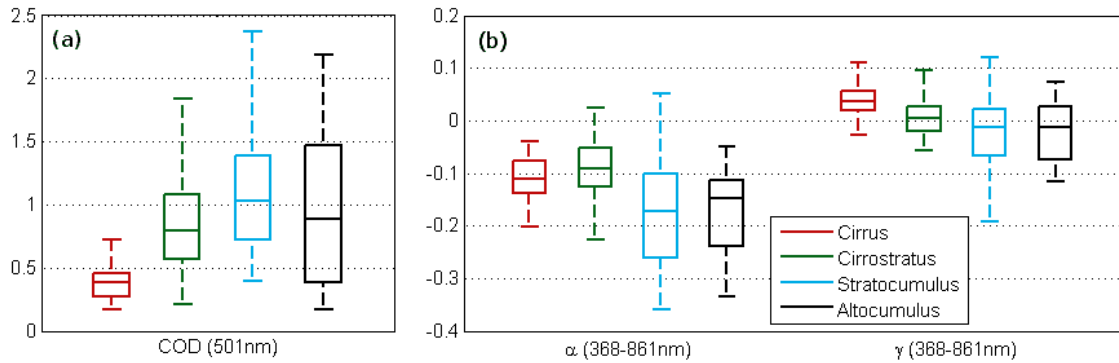 (a)
2.5
2
1.5
1
0.5
0
COD (501nm)
(b)
0.2
0.1
0
-0.1
-0.2
-0.3
-0.4
α (368-861nm)
γ (368-861nm)
Cirrus
Cirrostratus
Stratocumulus
Altocumulus